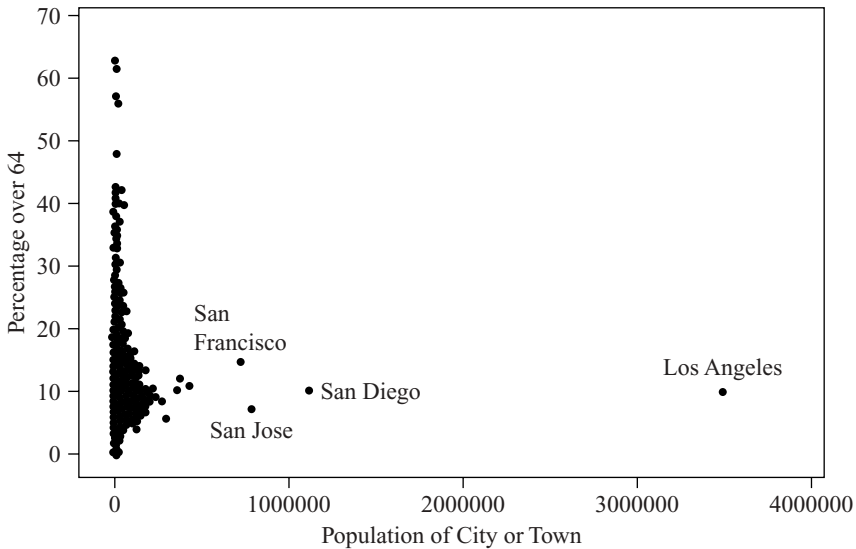 70
60
50
40
30
20
10
0
Percentage over 64
San
Francisco
San Diego
San Jose
Los Angeles
0
1000000
2000000
3000000
4000000
Population of City or Town